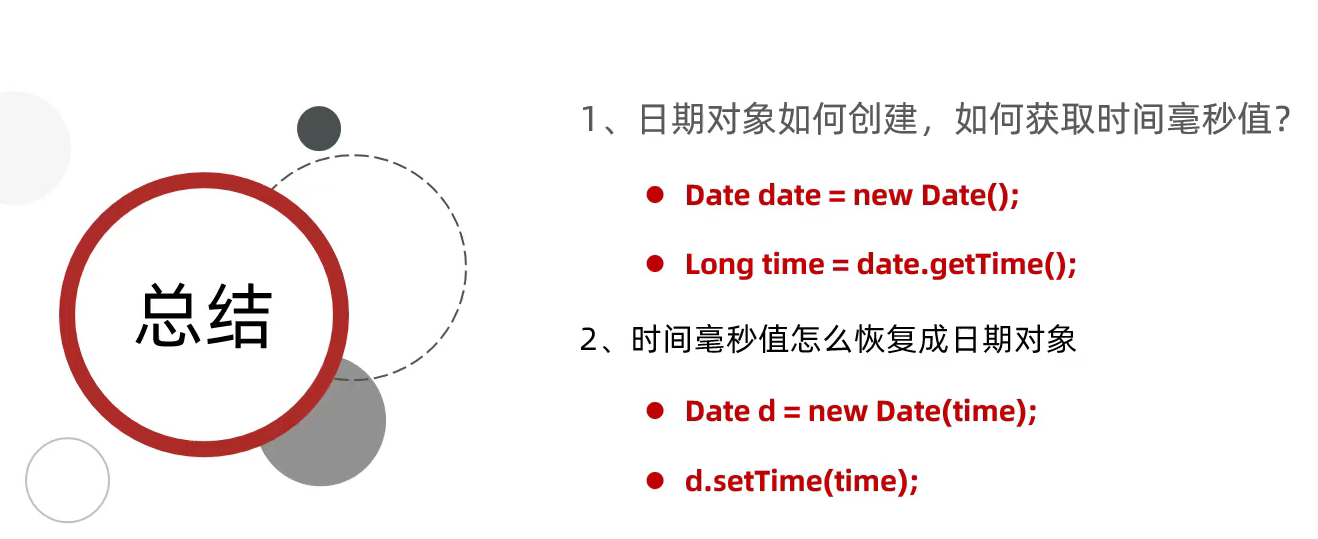 总结
1、日期对象如何创建，如何获取时间毫秒值？
Date date = new Date();
Long time = date.getTime();
2、时间毫秒值怎么恢复成日期对象
Date d = new Date(time);
d.setTime(time);